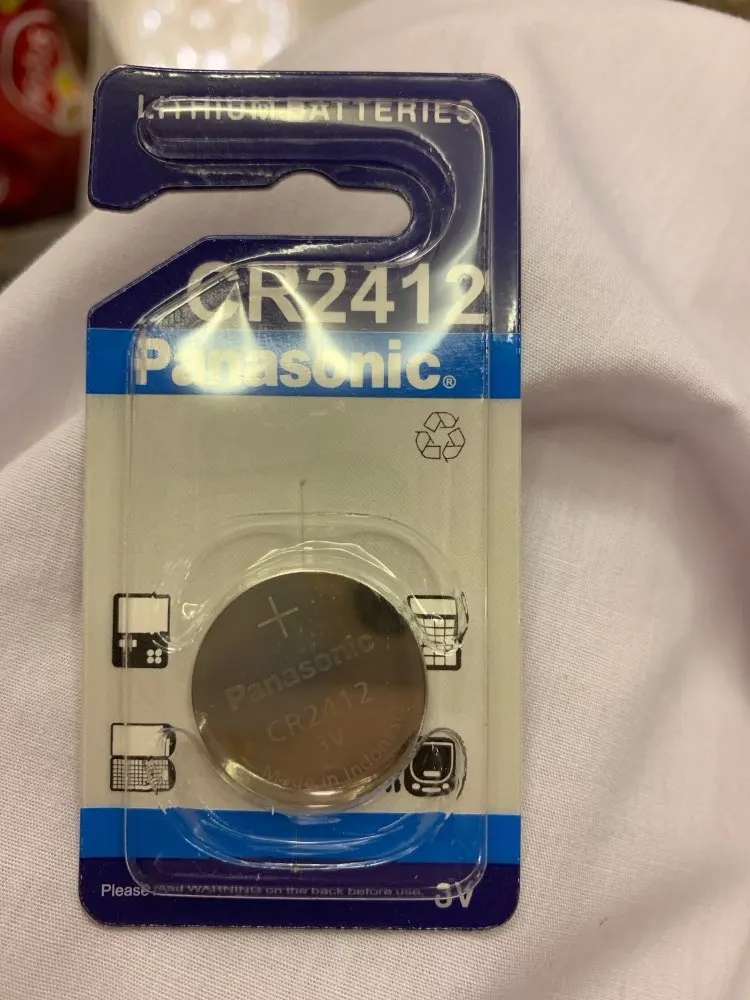 LITHIUM BATTERIES
CR2412
Panasonic®
+
Panasonic
CR2412
3V
Made in Indonesia
Please read WARNING on the back before use.
3V